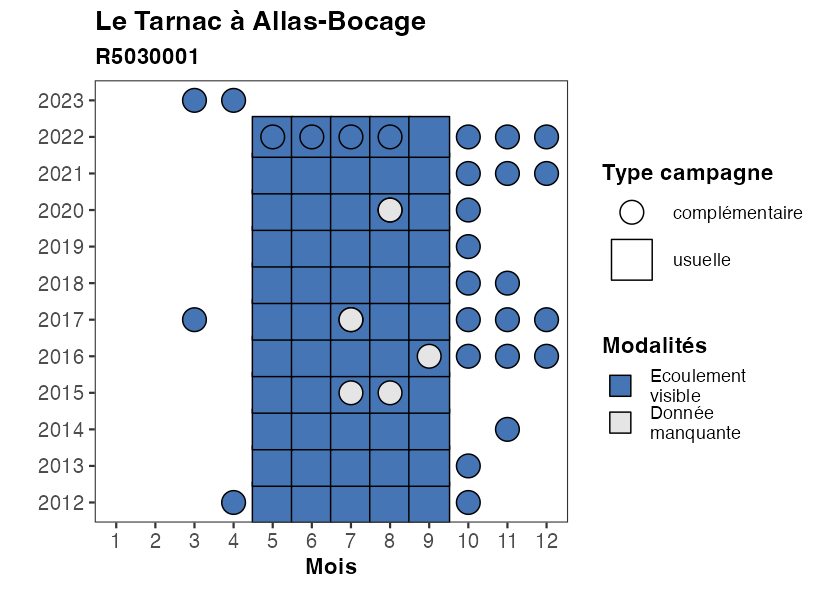 Le Tarnac à Allas-Bocage
R5030001
2023
2022
2021
2020
2019
2018
2017
2016
2015
2014
2013
2012
1 2 3 4 5 6 7 8 9 10 11 12
Mois
Type campagne
complémentaire
usuelle
Modalités
Ecoulement
visible
Donnée
manquante